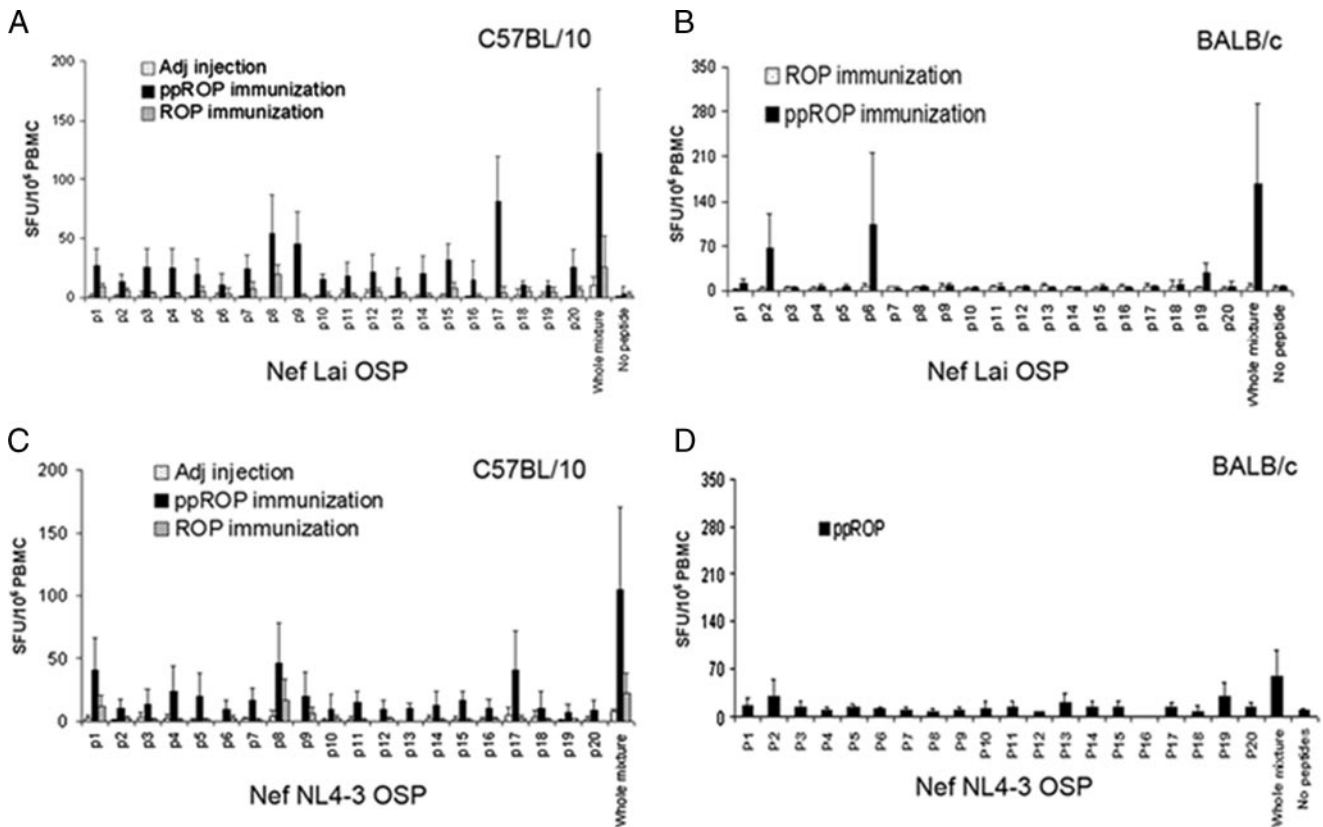 A
C57BL/10
200
150
100
50
0
SFU/10⁶ PBMC
Adj injection
ppROP immunization
ROP immunization
p1 p2 p3 p4 p5 p6 p7 p8 p9 p10 p11 p12 p13 p14 p15 p16 p17 p18 p19 p20 Whole mixture No peptide
Nef Lai OSP
B
BALB/c
350
280
210
140
70
0
SFU/10⁶ PBMC
ROP immunization
ppROP immunization
p1 p2 p3 p4 p5 p6 p7 p8 p9 p10 p11 p12 p13 p14 p15 p16 p17 p18 p19 p20 Whole mixture No peptide
Nef Lai OSP
C
C57BL/10
200
150
100
50
0
SFU/10⁶ PBMC
Adj injection
ppROP immunization
ROP immunization
p1 p2 p3 p4 p5 p6 p7 p8 p9 p10 p11 p12 p13 p14 p15 p16 p17 p18 p19 p20 Whole mixture
Nef NL4-3 OSP
D
BALB/c
350
280
210
140
70
0
SFU/10⁶ PBMC
ppROP
P1 P2 P3 P4 P5 P6 P7 P8 P9 P10 P11 P12 P13 P14 P15 P16 P17 P18 P19 P20 Whole mixture No peptides
Nef NL4-3 OSP